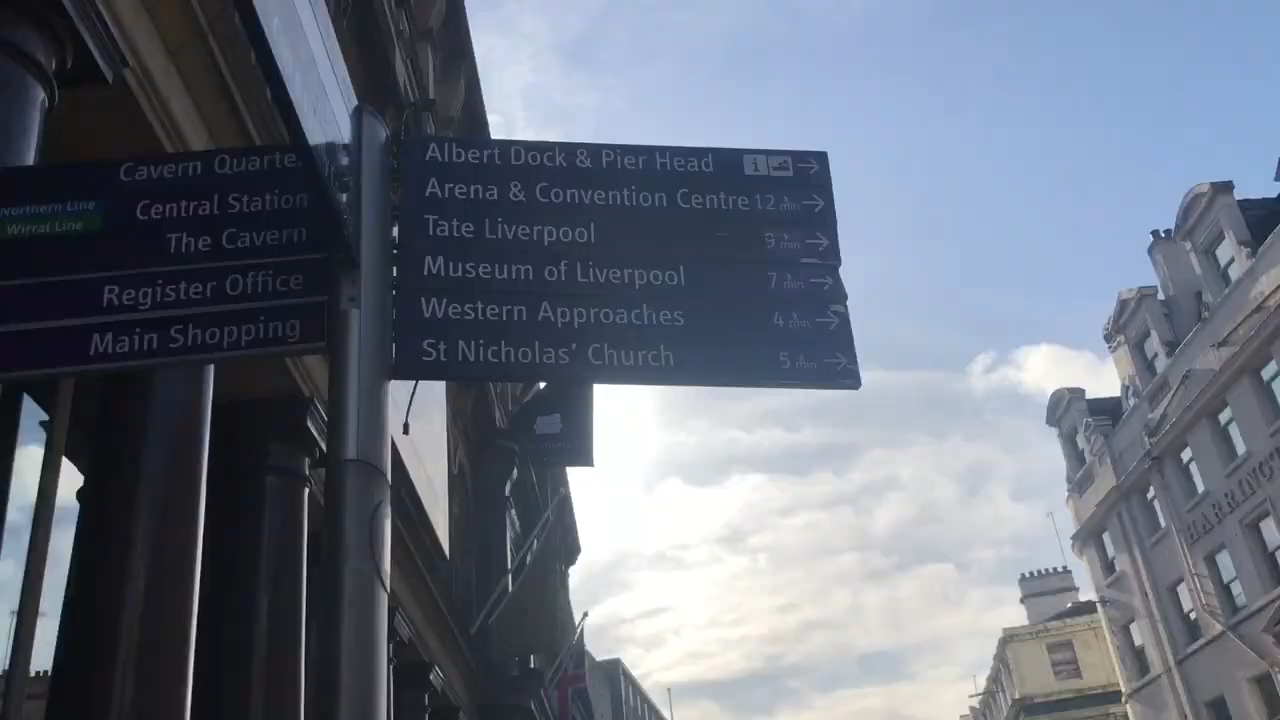 Cavern Quarter
Northern Line
Wirral Line
Central Station
The Cavern
Register Office
Main Shopping
Albert Dock & Pier Head
Arena & Convention Centre 12 min
Tate Liverpool 9 min
Museum of Liverpool 7 min
Western Approaches 4 min
St Nicholas' Church 5 min